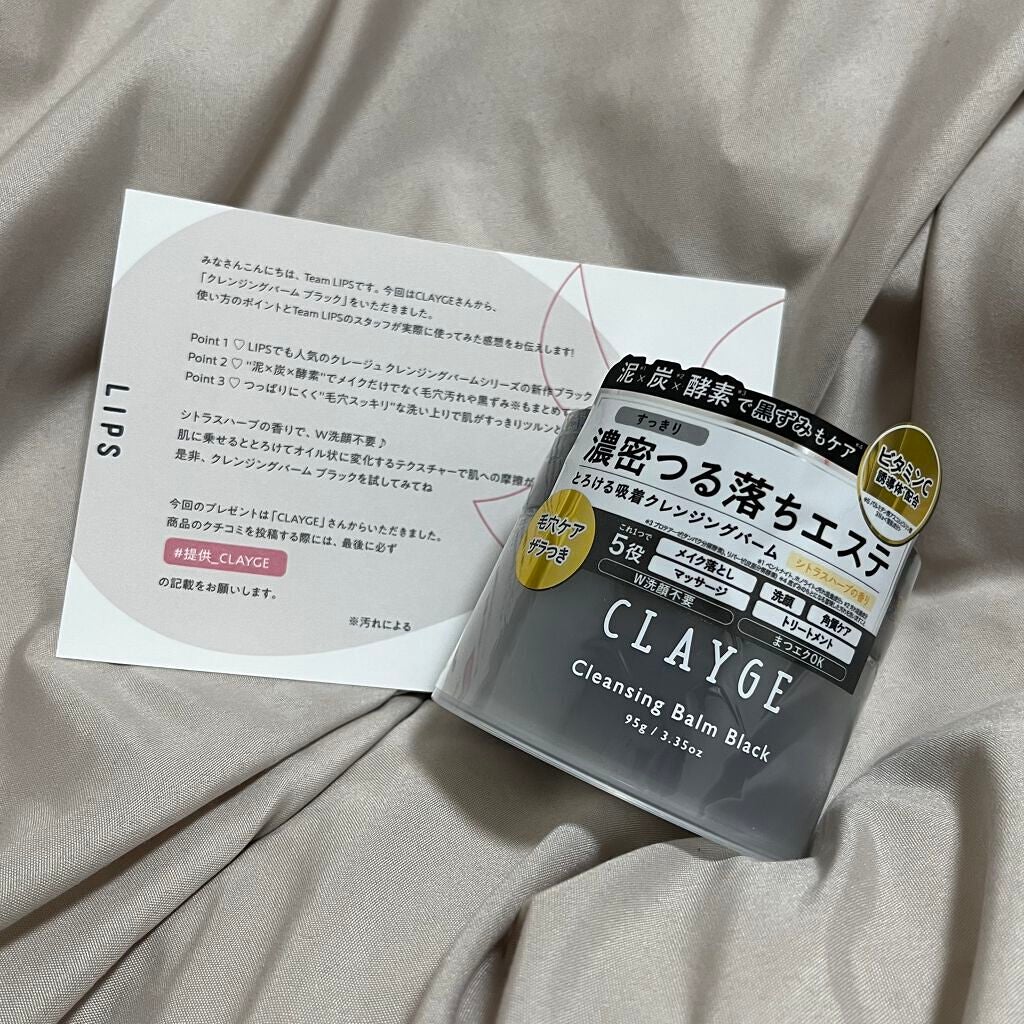 みなさんこんにちは、Team LIPSです。今回はCLAYGEさんから、
「クレンジングバーム ブラック」をいただきました。
使い方のポイントとTeam LIPSのスタッフが実際に使ってみた感想をお伝えします!
Point 1 ♡ LIPSでも人気のクレージュ クレンジングバームシリーズの新作ブラック
Point 2 ♡ "泥×炭×酵素"でメイクだけでなく毛穴汚れや黒ずみ※もまとめて
Point 3 ♡ つっぱりにくく"毛穴スッキリ"な洗い上りで肌がすっきりツルンと
シトラスハーブの香りで、W洗顔不要♪
肌に乗せるととろけてオイル状に変化するテクスチャーで肌への摩擦が
是非、クレンジングバーム ブラックを試してみてね
今回のプレゼントは「CLAYGE」さんからいただきました。
商品のクチコミを投稿する際には、最後に必ず
#提供_CLAYGE
の記載をお願いします。
※汚れによる
LIPS
泥×炭×酵素で黒ずみもケア
すっきり
濃密つる落ちエステ
とろける吸着クレンジングバーム
ビタミンC
誘導体配合
毛穴ケア
ザラつき
これ1つで
5役
メイク落とし
洗顔
角質ケア
マッサージ
トリートメント
W洗顔不要
まつエクOK
シトラスハーブの香り
CLAYGE
Cleansing Balm Black
95g / 3.35oz